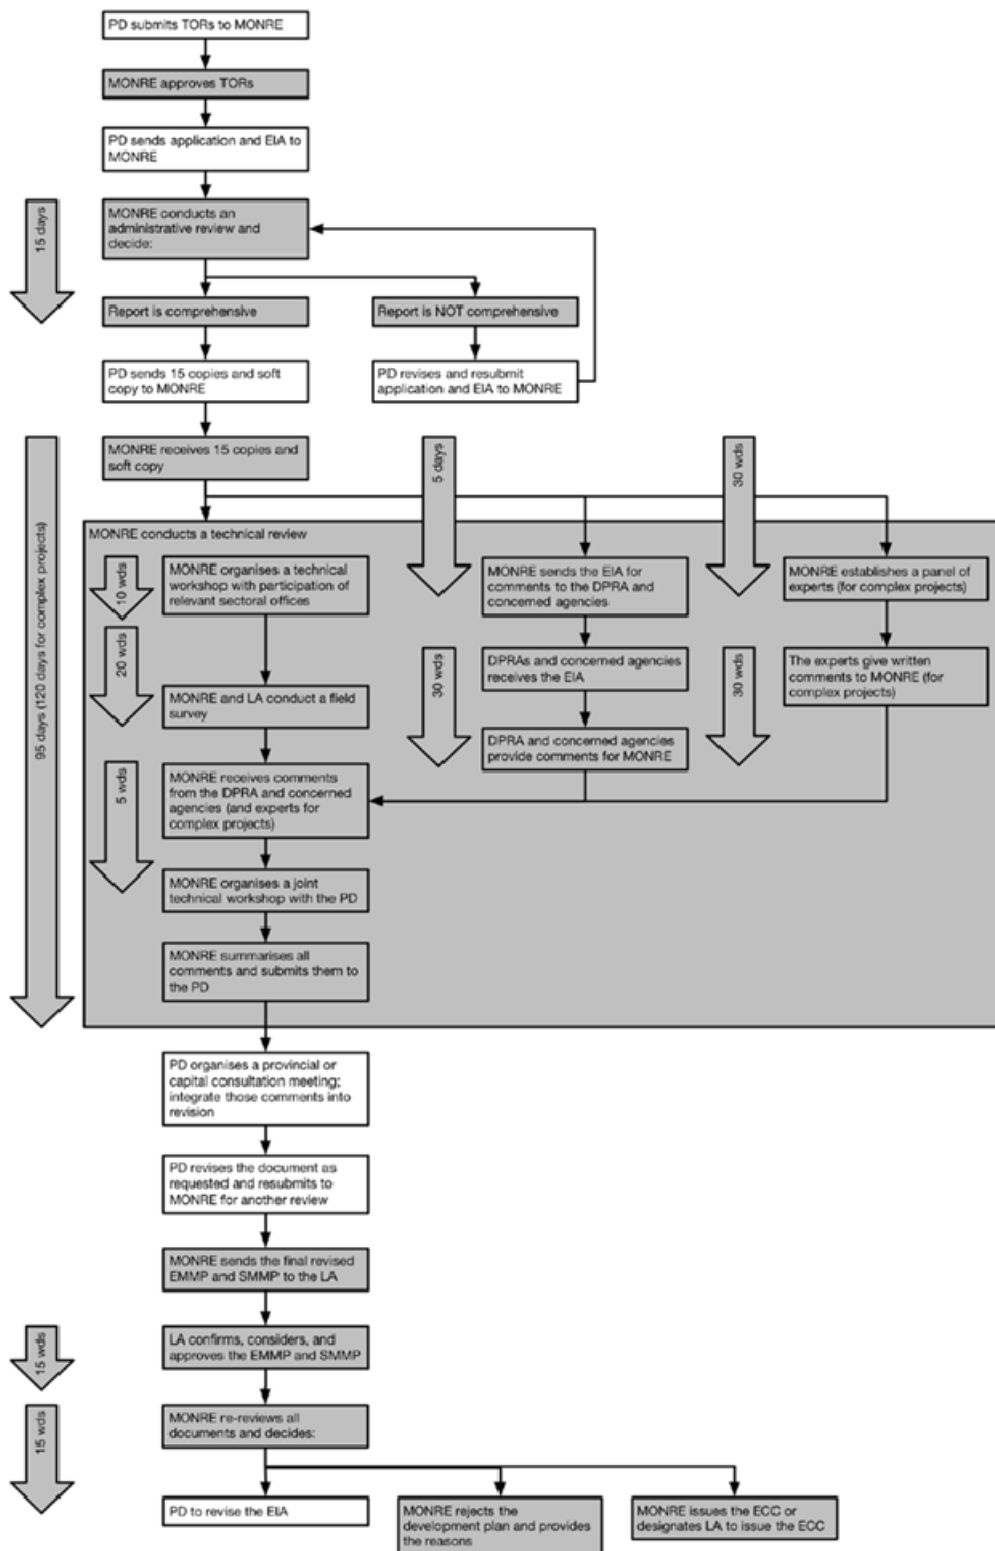 PD submits TORs to MONRE
MONRE approves TORs
PD sends application and EIA to
MONRE
15 days
MONRE conducts an
administrative review and
decide:
Report is comprehensive
Report is NOT comprehensive
PD sends 15 copies and soft
copy to MIONRE
PD revises and resubmit
application and EIA to MONRE
95 days (120 days for complex projects)
MONRE receives 15 copies and
soft copy
5 days
30 wds
MONRE conducts a technical review
10 wds
MONRE organises a technical
workshop with participation of
relevant sectoral offices
MONRE sends the EIA for
comments to the DPRA and
concerned agencies
MONRE establishes a panel of
experts (for complex projects)
20 wds
30 wds
30 wds
DPRAs and concerned agencies
receives the EIA
The experts give written
comments to MONRE (for
complex projects)
MONRE and LA conduct a field
survey
DPRA and concerned agencies
provide comments for MONRE
5 wds
MONRE receives comments
from the DPRA and concerned
agencies (and experts for
complex projects)
MONRE organises a joint
technical workshop with the PD
MONRE summarises all
comments and submits them to
the PD
PD organises a provincial or
capital consultation meeting;
integrate those comments into
revision
PD revises the document as
requested and resubmits to
MONRE for another review
MONRE sends the final revised
EMMP and SMMP to the LA
15 wds
LA confirms, considers, and
approves the EMMP and SMMP
15 wds
MONRE re-reviews all
documents and decides:
PD to revise the EIA
MONRE rejects the
development plan and provides
the reasons
MONRE issues the ECC or
designates LA to issue the ECC